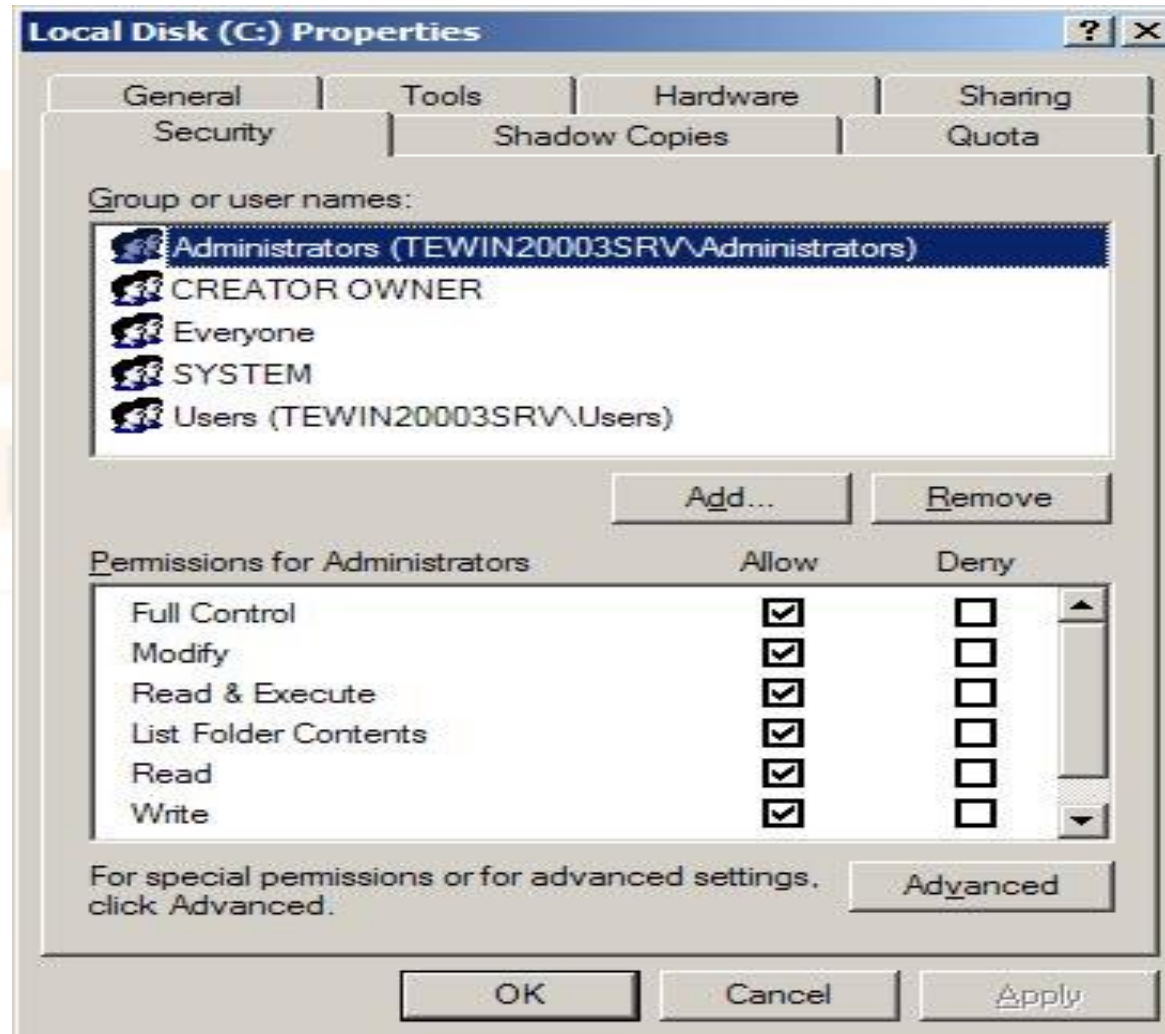 Local Disk (C:) Properties
General Tools Hardware Sharing
Security Shadow Copies Quota
Group or user names:
Administrators (TEWIN20003SRV\Administrators)
CREATOR OWNER
Everyone
SYSTEM
Users (TEWIN20003SRV\Users)
Add... Remove
Permissions for Administrators Allow Deny
Full Control
Modify
Read & Execute
List Folder Contents
Read
Write
For special permissions or for advanced settings, Advanced
click Advanced.
OK Cancel Apply